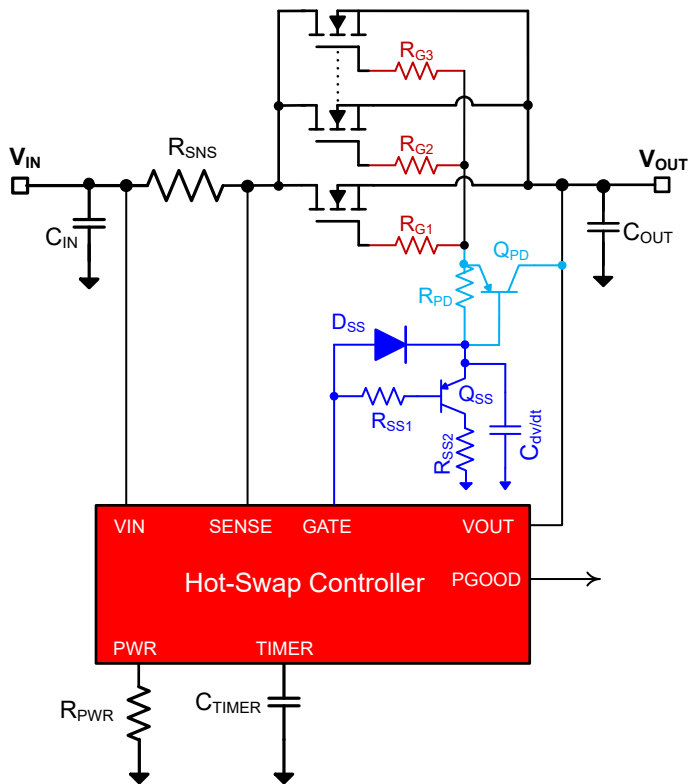 RG3
RG2
RSNS
VIN
VOUT
RG1
CIN
COUT
QPD
RPD
DSS
QSS
RSS1
RSS2
Cdv/dt
VIN
SENSE
GATE
VOUT
Hot-Swap Controller
PGOOD
PWR
TIMER
RPWR
CTIMER